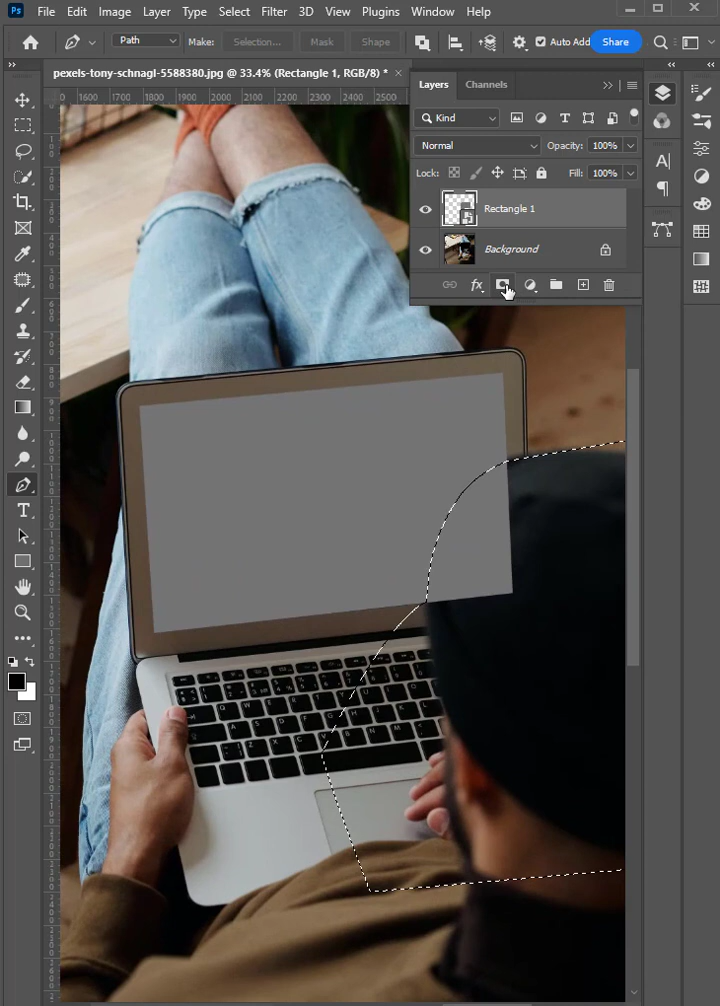 Ps File Edit Image Layer Type Select Filter 3D View Plugins Window Help
Path Make: Selection... Mask Shape Auto Add Share
pexels-tony-schnagl-5588380.jpg @ 33.4% (Rectangle 1, RGB/8) * ×
1600 1700 1800 1900 2000 2100 2200 2300 2400 2500
Layers Channels
Kind
Normal Opacity: 100%
Lock: Fill: 100%
Rectangle 1
Background
fx